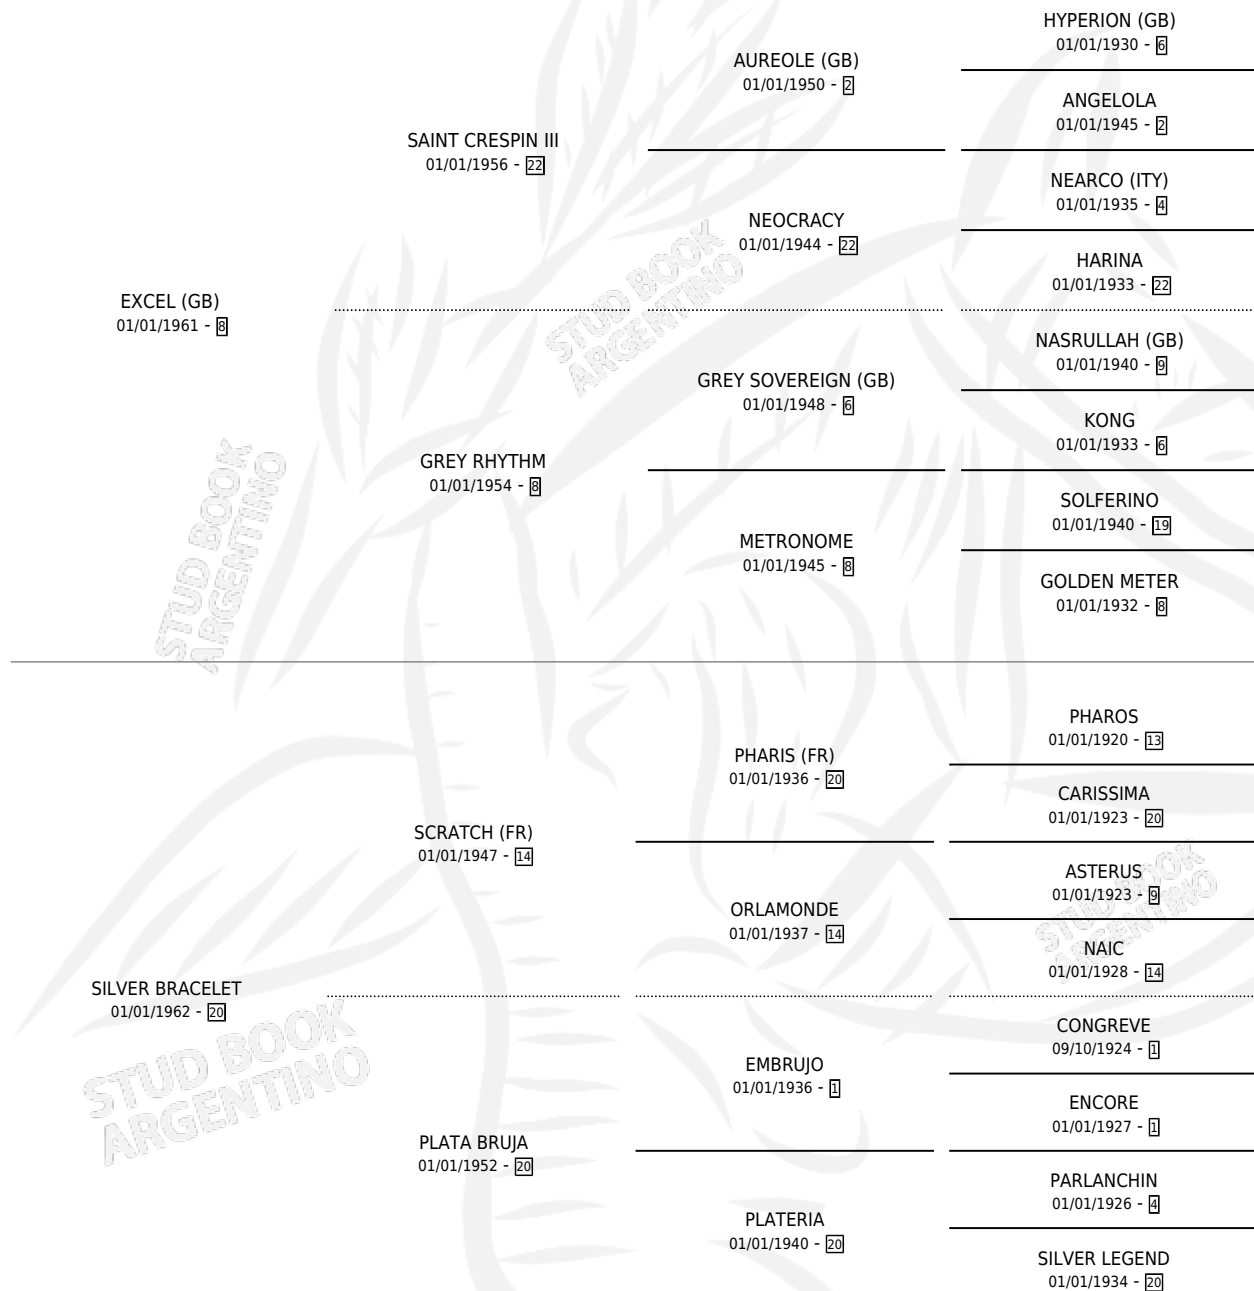 HYPERION (GB)
01/01/1930 - 6
AUREOLE (GB)
01/01/1950 - 2
ANGELOLA
01/01/1945 - 2
SAINT CRESPIN III
01/01/1956 - 22
NEARCO (ITY)
01/01/1935 - 4
NEOCRACY
01/01/1944 - 22
HARINA
01/01/1933 - 22
EXCEL (GB)
01/01/1961 - 8
NASRULLAH (GB)
01/01/1940 - 9
GREY SOVEREIGN (GB)
01/01/1948 - 6
KONG
01/01/1933 - 6
GREY RHYTHM
01/01/1954 - 8
SOLFERINO
01/01/1940 - 19
METRONOME
01/01/1945 - 8
GOLDEN METER
01/01/1932 - 8
STUD BOOK
ARGENTINO
STUD BOOK
ARGENTINO
PHAROS
01/01/1920 - 13
PHARIS (FR)
01/01/1936 - 20
CARISSIMA
01/01/1923 - 20
SCRATCH (FR)
01/01/1947 - 14
ASTERUS
01/01/1923 - 9
ORLAMONDE
01/01/1937 - 14
NAIC
01/01/1928 - 14
STUD BOOK
ARGENTINO
SILVER BRACELET
01/01/1962 - 20
CONGREVE
09/10/1924 - 1
EMBRUJO
01/01/1936 - 1
ENCORE
01/01/1927 - 1
PLATA BRUJA
01/01/1952 - 20
PARLANCHIN
01/01/1926 - 4
PLATERIA
01/01/1940 - 20
SILVER LEGEND
01/01/1934 - 20
STUD BOOK
ARGENTINO